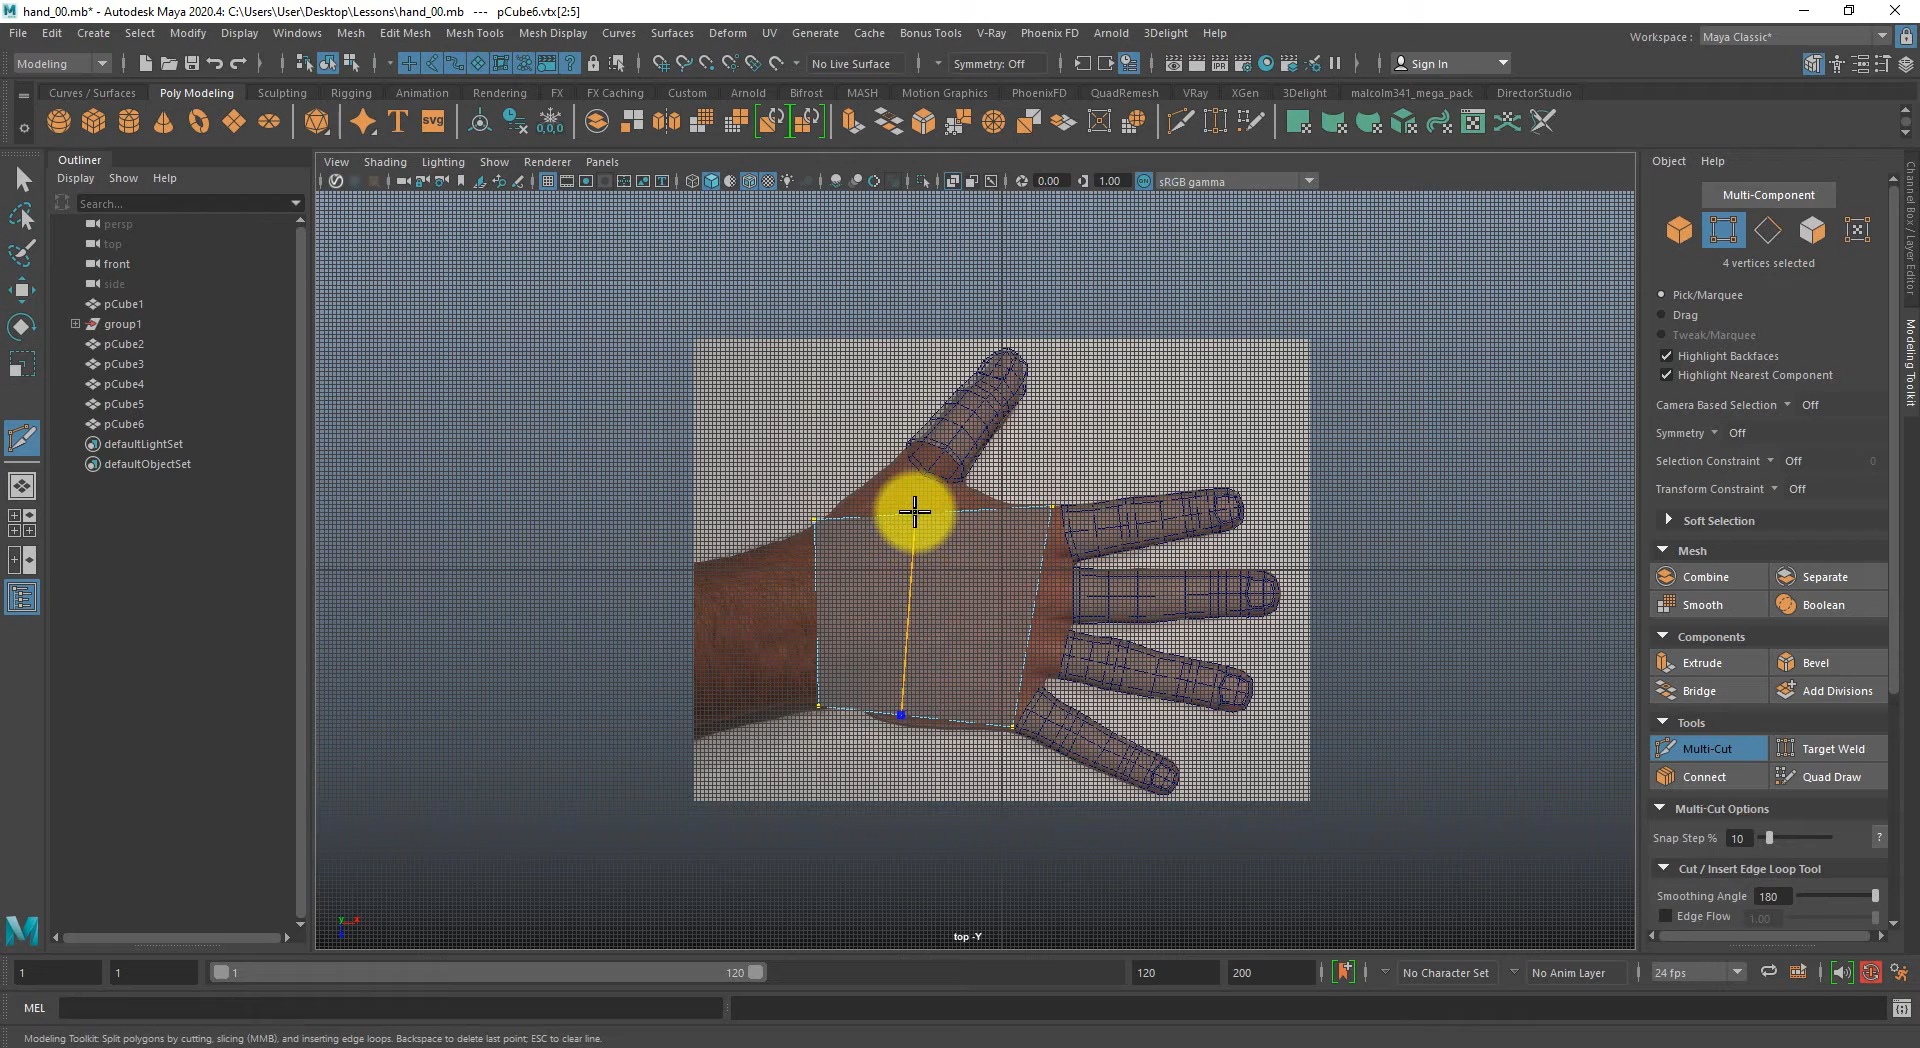 hand_00.mb* - Autodesk Maya 2020.4: C:\Users\User\Desktop\Lessons\hand_00.mb --- pCube6.vtx[2:5]
File Edit Create Select Modify Display Windows Mesh Edit Mesh Mesh Tools Mesh Display Curves Surfaces Deform UV Generate Cache Bonus Tools V-Ray Phoenix FD Arnold 3Delight Help
Workspace : Maya Classic*
Modeling No Live Surface Symmetry: Off IPR Sign In
Curves / Surfaces Poly Modeling Sculpting Rigging Animation Rendering FX FX Caching Custom Arnold Bifrost MASH Motion Graphics PhoenixFD QuadRemesh VRay XGen 3Delight malcolm341_mega_pack DirectorStudio
T SVG 0,0,0
Outliner
Display Show Help
Search...
persp
top
front
side
pCube1
group1
pCube2
pCube3
pCube4
pCube5
pCube6
defaultLightSet
defaultObjectSet
View Shading Lighting Show Renderer Panels
0.00 1.00 sRGB gamma
top -Y
Object Help
Multi-Component
4 vertices selected
Pick/Marquee
Drag
Tweak/Marquee
Highlight Backfaces
Highlight Nearest Component
Camera Based Selection Off
Symmetry Off
Selection Constraint Off 0
Transform Constraint Off
Soft Selection
Mesh
Combine Separate
Smooth Boolean
Components
Extrude Bevel
Bridge Add Divisions
Tools
Multi-Cut Target Weld
Connect Quad Draw
Multi-Cut Options
Snap Step % 10 ?
Cut / Insert Edge Loop Tool
Smoothing Angle 180
Edge Flow 1.00
Channel Box / Layer Editor
Modeling Toolkit
1 1 1 120 120 200 No Character Set No Anim Layer 24 fps
MEL
Modeling Toolkit: Split polygons by cutting, slicing (MMB), and inserting edge loops. Backspace to delete last point; ESC to clear line.